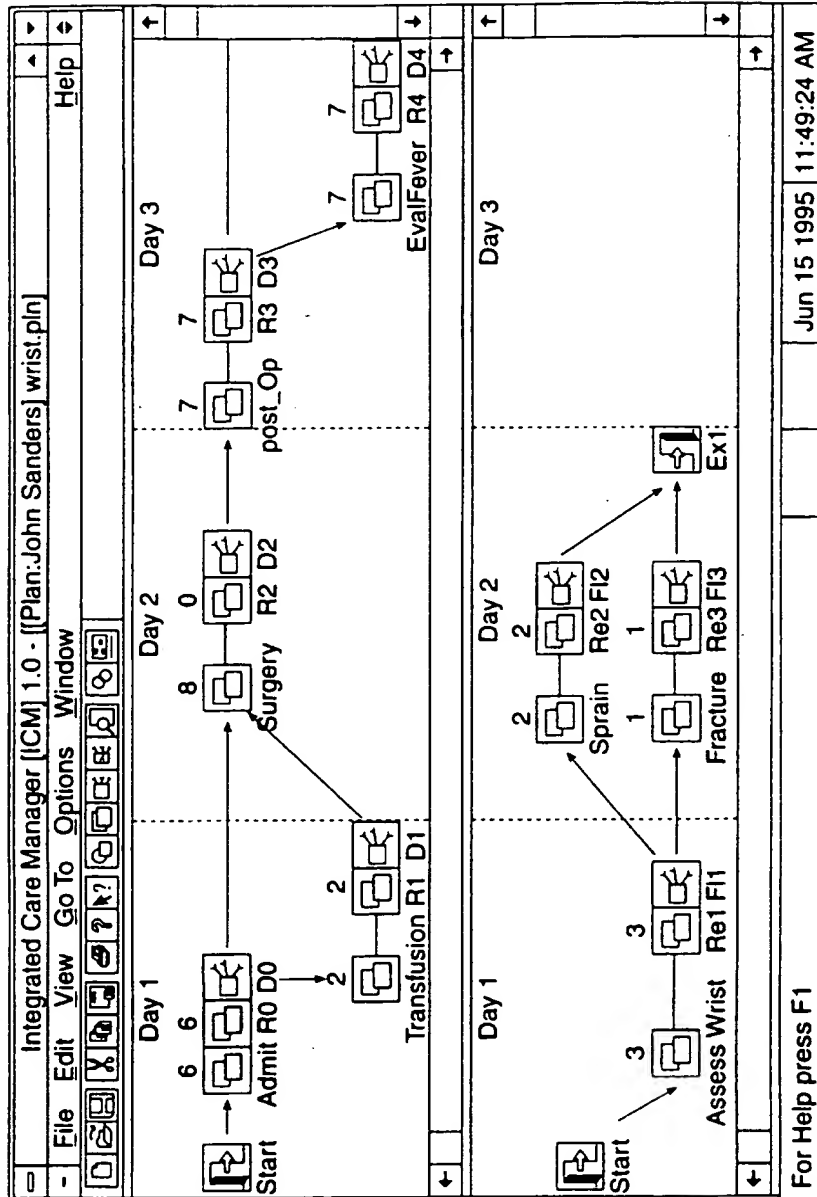 Integrated Care Manager [ICM] 1.0 - [[Plan:John Sanders] wrist.pln]
- File Edit View Go To Options Window Help
Day 1 Day 2 Day 3
Start
6 6
Admit R0 D0
2 2
Transfusion R1 D1
8 0
Surgery R2 D2
7 7
post_Op R3 D3
7 7
EvalFever R4 D4
Day 1 Day 2 Day 3
Start
3 3
Assess Wrist Re1 FI1
2 2
Sprain Re2 FI2
1 1
Fracture Re3 FI3
Ex1
For Help press F1 Jun 15 1995 11:49:24 AM